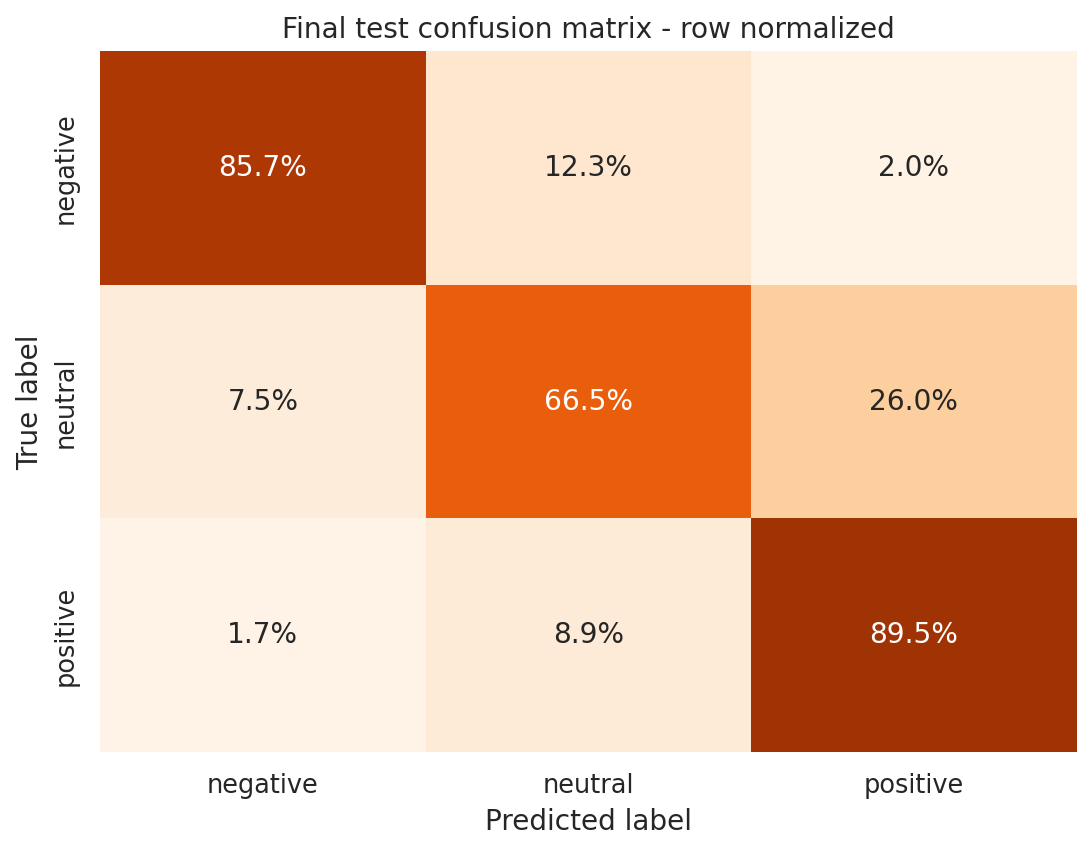 Final test confusion matrix - row normalized
True label
negative
85.7%
12.3%
2.0%
neutral
7.5%
66.5%
26.0%
positive
1.7%
8.9%
89.5%
negative
neutral
positive
Predicted label